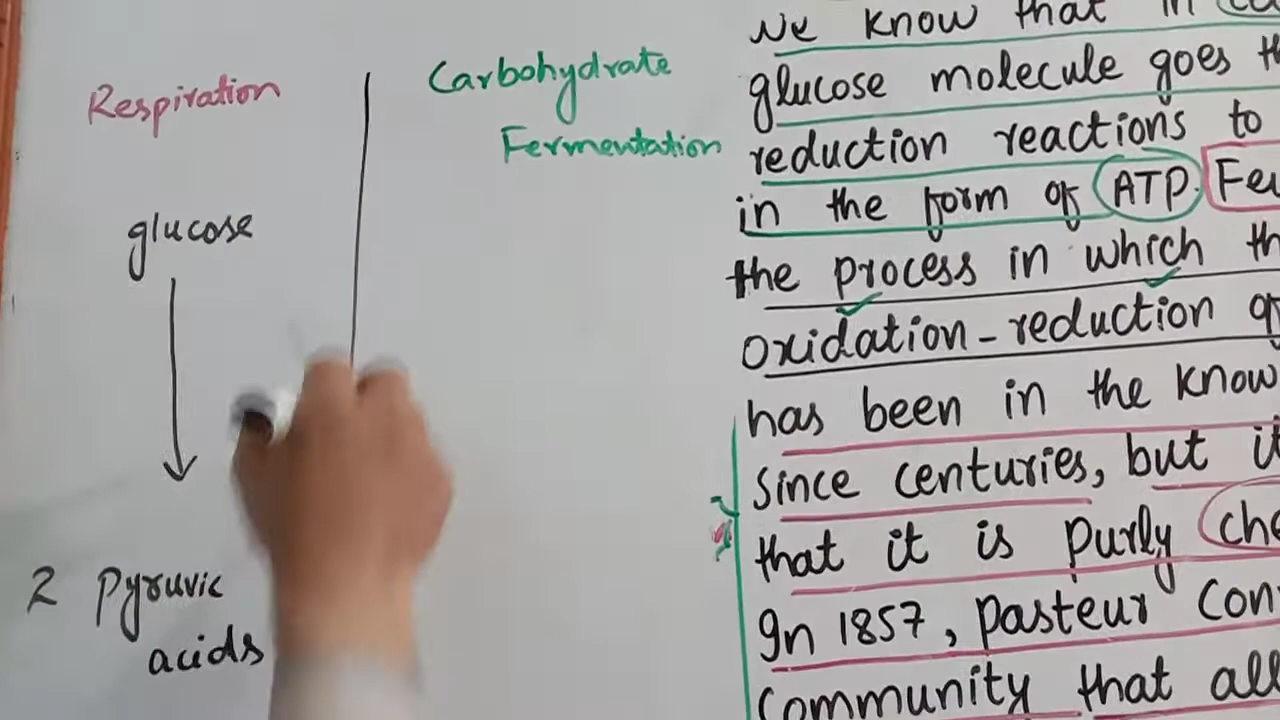 Respiration
glucose
2 Pyruvic
acids
Carbohydrate
Fermentation
We know that in
glucose molecule goes
reduction reactions to
in the form of ATP.
the process in which
oxidation-reduction
has been in the know
since centuries, but
that it is purly
In 1857, Pasteur
community that all